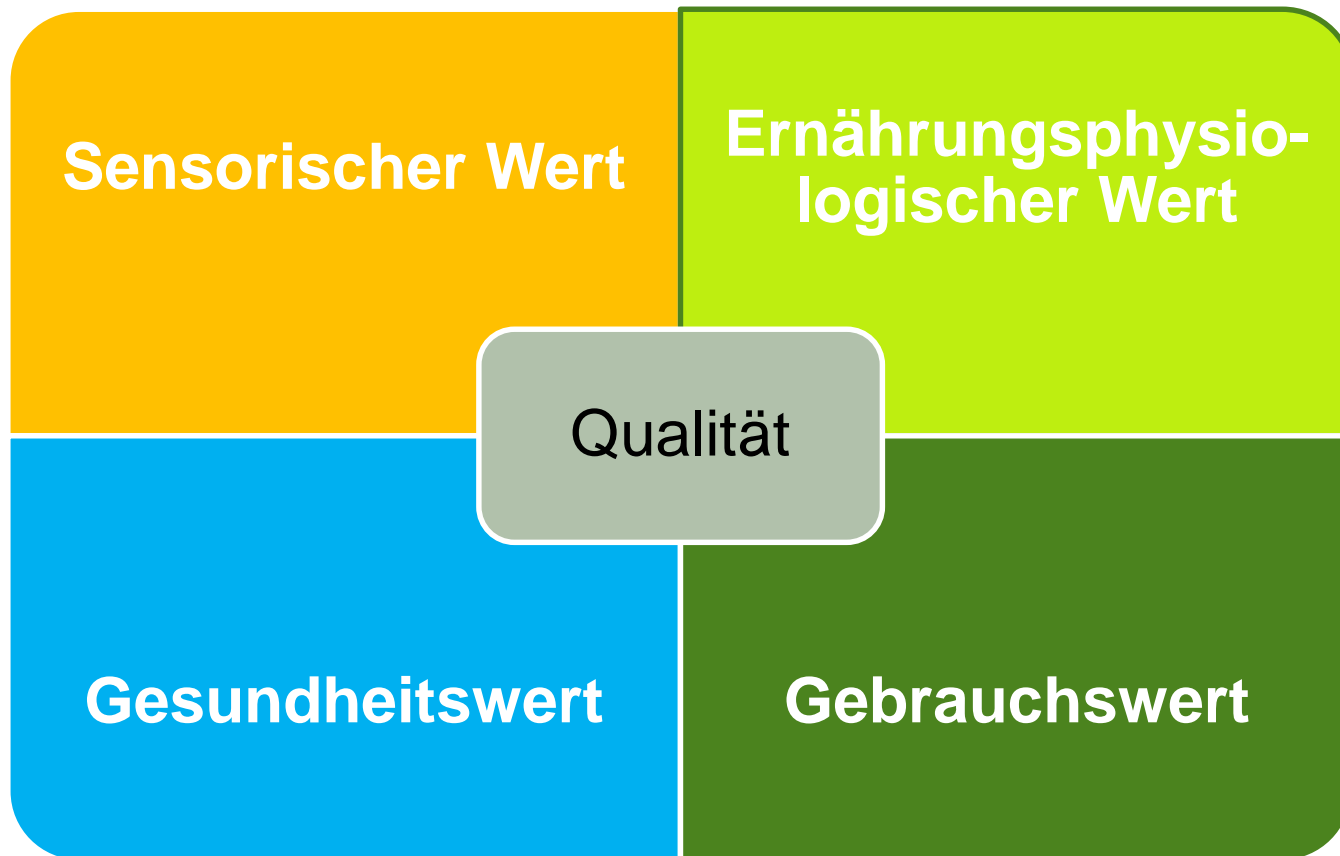 Sensorischer Wert
Ernährungsphysio-
logischer Wert
Qualität
Gesundheitswert
Gebrauchswert